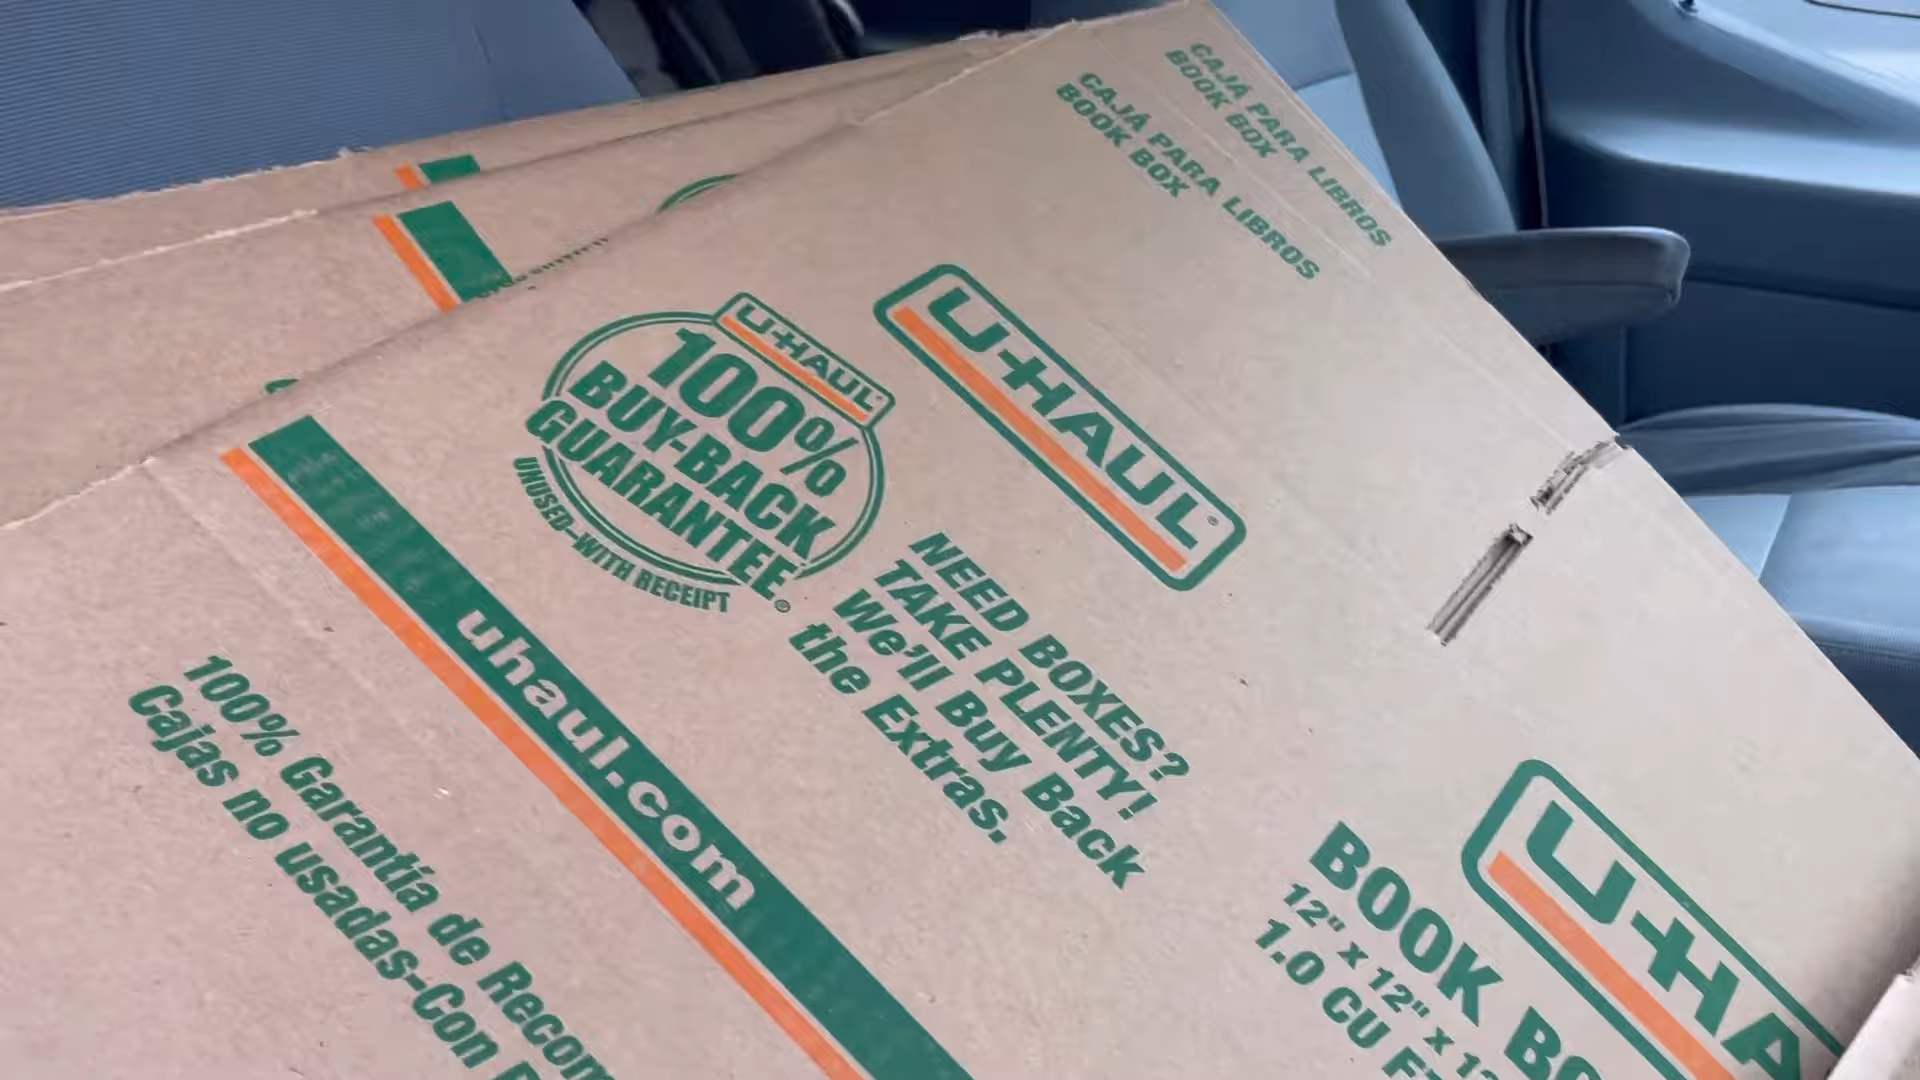 CAJA PARA LIBROS
BOOK BOX
CAJA PARA LIBROS
BOOK BOX
U-HAUL®
U-HAUL
100%
BUY-BACK
GUARANTEE®
UNUSED-WITH RECEIPT
NEED BOXES?
TAKE PLENTY!
We'll Buy Back
the Extras.
uhaul.com
100% Garantía de
Cajas no usadas-Con
U-HA
BOOK
12" x 12" x
1.0 CU